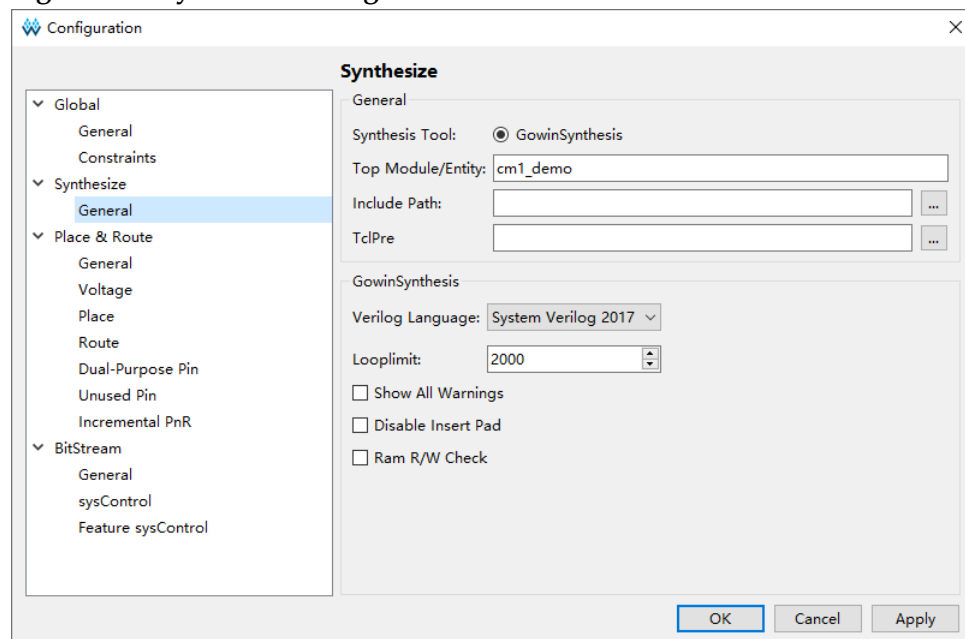 Configuration
Synthesize
Global
General
Constraints
Synthesize
General
Place & Route
General
Voltage
Place
Route
Dual-Purpose Pin
Unused Pin
Incremental PnR
BitStream
General
sysControl
Feature sysControl
General
Synthesis Tool: GowinSynthesis
Top Module/Entity: cm1_demo
Include Path: ...
TclPre ...
GowinSynthesis
Verilog Language: System Verilog 2017
Looplimit: 2000
Show All Warnings
Disable Insert Pad
Ram R/W Check
OK Cancel Apply